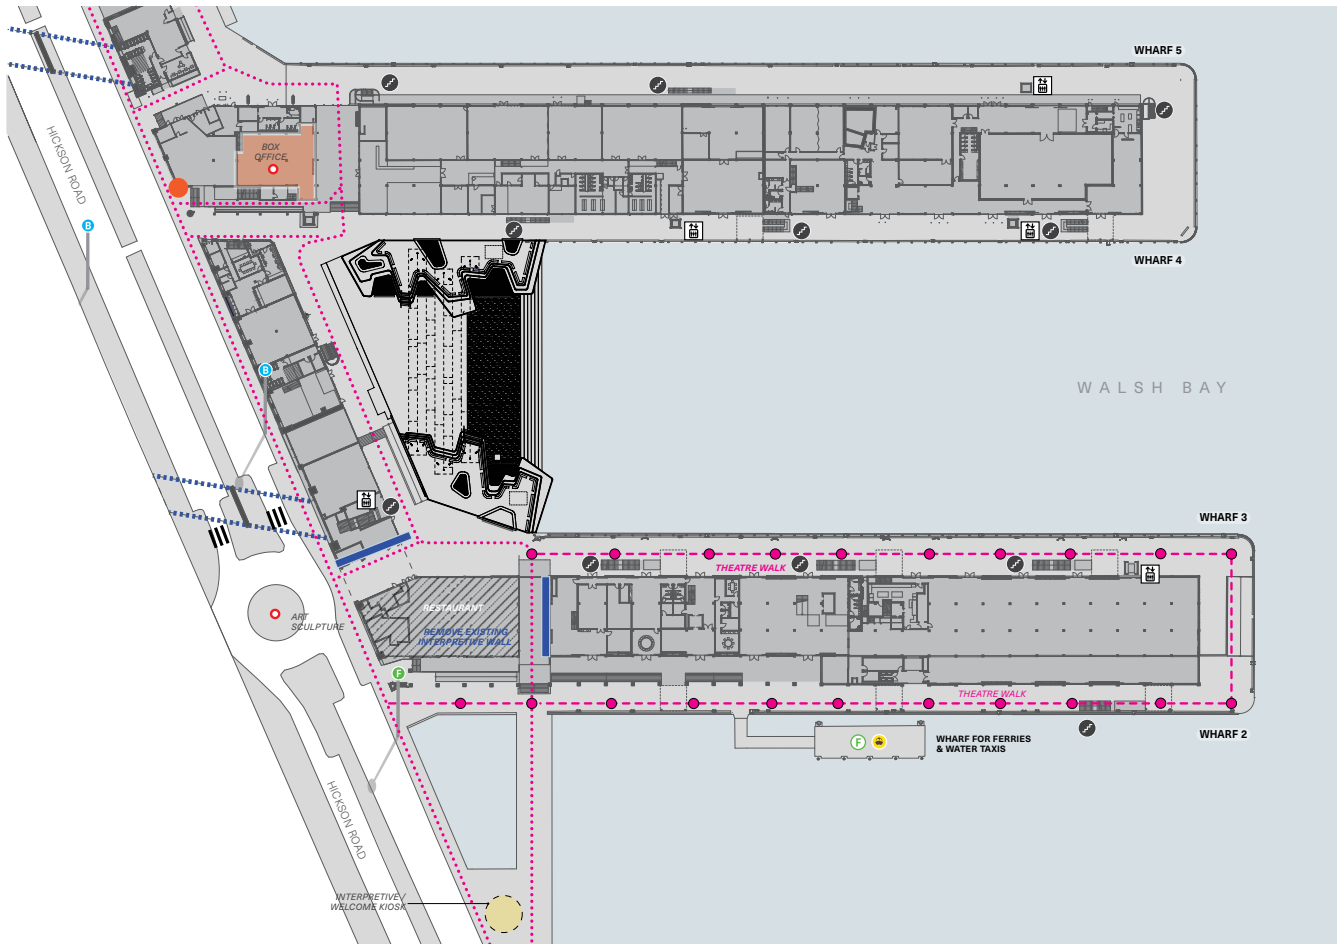 WHARF 5
HICKSON ROAD
BOX
OFFICE
B
WHARF 4
B
WALSH BAY
WHARF 3
THEATRE WALK
RESTAURANT
ART
SCULPTURE
REMOVE EXISTING
INTERPRETIVE WALL
F
THEATRE WALK
WHARF 2
F
WHARF FOR FERRIES
& WATER TAXIS
HICKSON ROAD
INTERPRETIVE /
WELCOME KIOSK